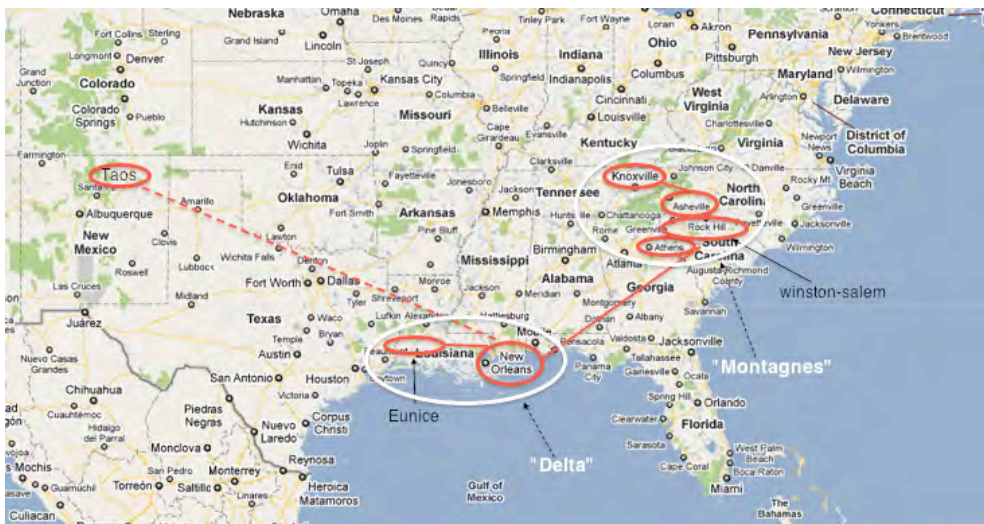 Nebraska
Omaha
Des Moines
Rapids
Tinley Park
Fort Wayne
Lorain
Akron
Pennsylvania
Connecticut
Yonkers
Brentwood
Fort Collins
Sterling
Grand Island
Lincoln
Peoria
Illinois
Indiana
Ohio
Pittsburgh
New Jersey
Longmont
Denver
St Joseph
Quincy
Springfield
Indianapolis
Columbus
Maryland
Wilmington
Grand
Junction
Colorado
Manhattan
Topeka
Kansas City
Cincinnati
West
Virginia
Arlington
Delaware
Colorado
Springs
Pueblo
Kansas
Lawrence
Columbia
Missouri
Belleville
Louisville
Charlottesville
District of
Columbia
Hutchinson
Wichita
Cape
Girardeau
Evansville
Kentucky
Virginia
Newport
News
Virginia
Beach
Farmington
Taos
Enid
Tulsa
Joplin
Springfield
Clarksville
Knoxville
Johnson City
Danville
Rocky Mt
Santa
Amarillo
Oklahoma
Fayetteville
Jonesboro
Jackson
Tennessee
Asheville
North
Carolina
Greenville
Albuquerque
Fort Smith
Arkansas
Memphis
Huntsville
Chattanooga
Rock Hill
Fayetteville
Jacksonville
New
Mexico
Clovis
Lawton
Pine Bluff
Rome
Greenville
Wilmington
Roswell
Lubbock
Wichita Falls
Denton
Mississippi
Birmingham
Athens
South
Carolina
Atlanta
Las Cruces
Midland
Fort Worth
Dallas
Monroe
Alabama
Augusta-Richmond
County
winston-salem
Juárez
Tyler
Shreveport
Jackson
Meridian
Montgomery
Georgia
Savannah
Texas
Waco
Lufkin
Alexandria
Hattiesburg
Dothan
Albany
Nuevo Casas
Grandes
Temple
Bryan
Beaumont
Louisiana
Mobile
Pensacola
Valdosta
Jacksonville
Austin
New
Orleans
Tallahassee
"Montagnes"
Houston
Baytown
Panama
City
Gainesville
Ocala
Chihuahua
San Antonio
Victoria
Eunice
Spring Hill
Orlando
Cuauhtémoc
Piedras
Negras
Corpus
Christi
Clearwater
Florida
Hidalgo
del Parral
Nuevo
Laredo
Sarasota
West Palm
Beach
Monclova
Reynosa
"Delta"
Cape Coral
Boca Raton
s Mochis
Guamuchil
San Pedro
Monterrey
Heroica
Matamoros
Gulf of
Mexico
Miami
Torreón
Saltillo
Linares
The
Bahamas
Culiacan